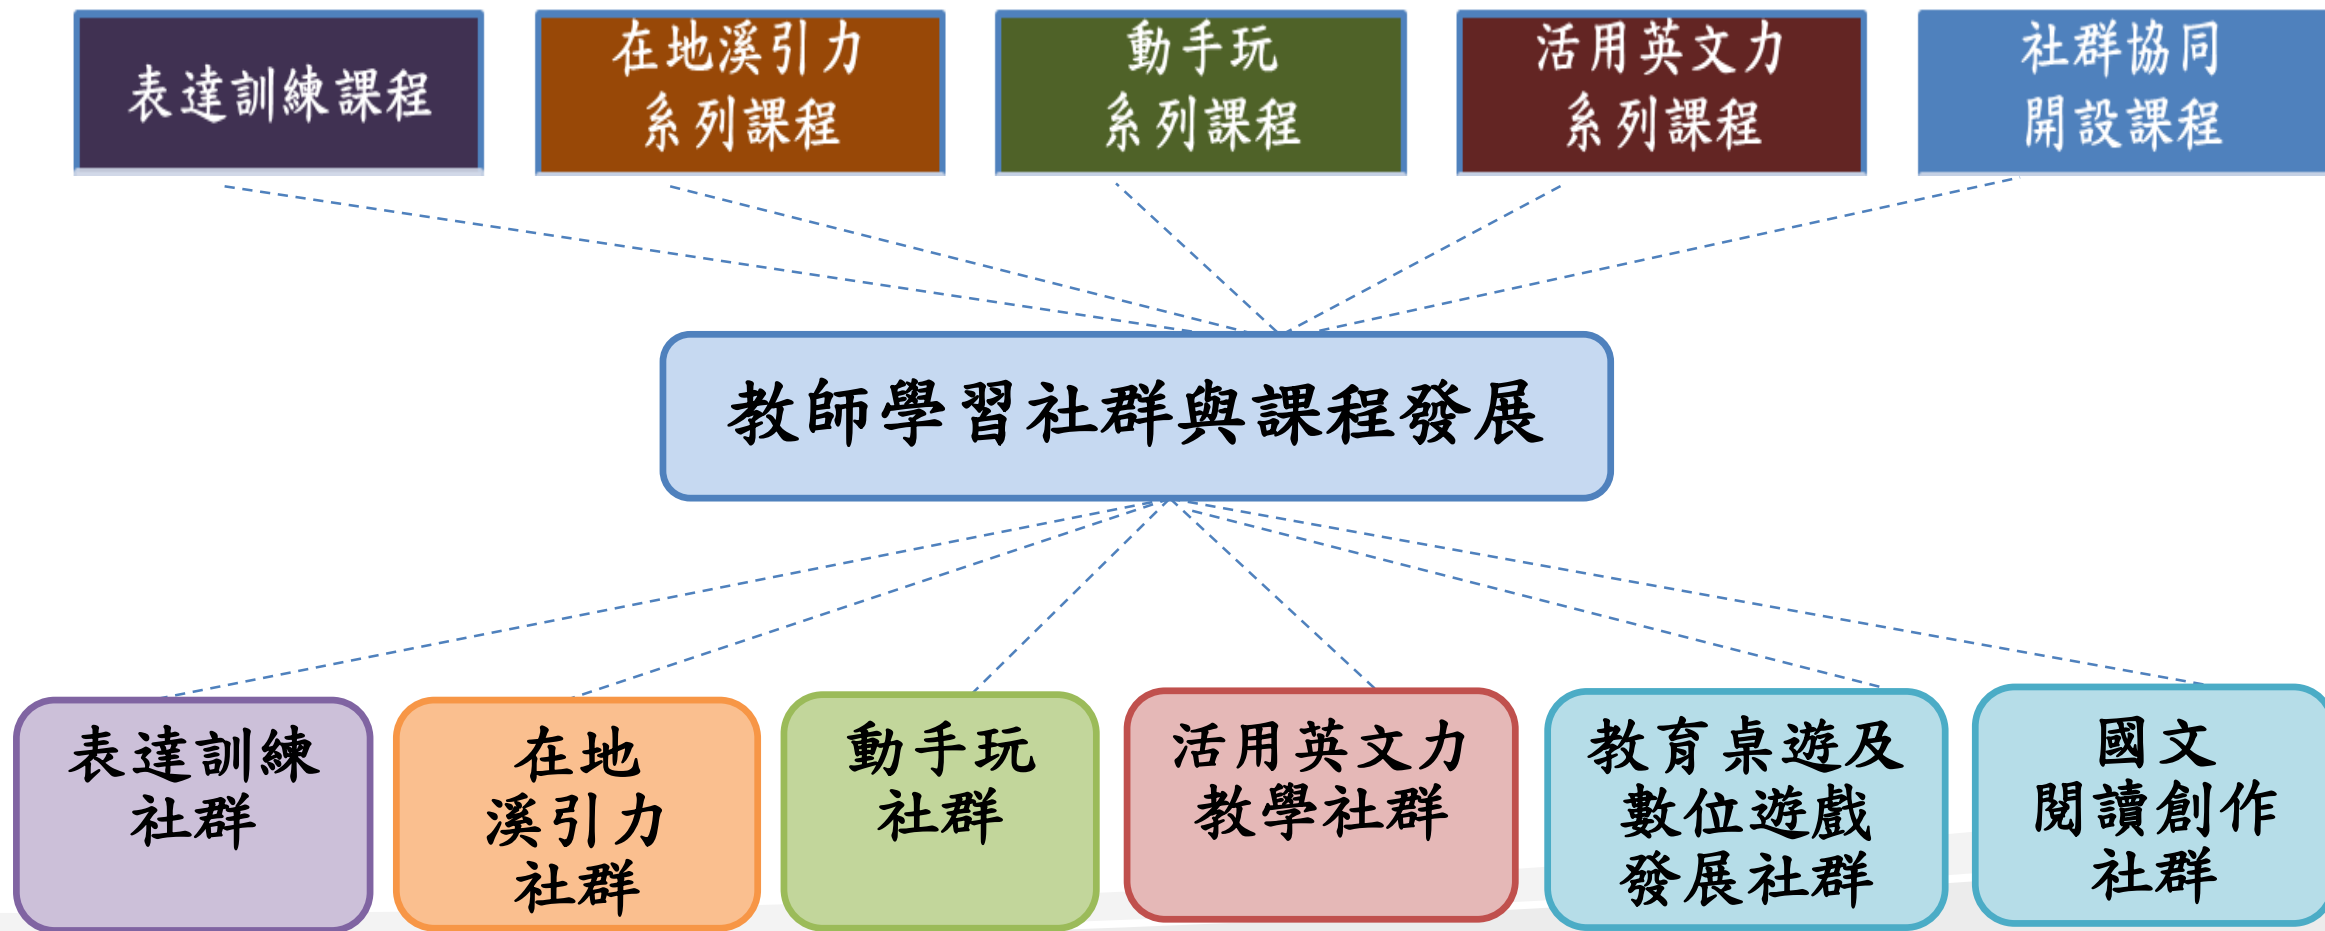 表達訓練課程
在地溪引力
系列課程
動手玩
系列課程
活用英文力
系列課程
社群協同
開設課程
教師學習社群與課程發展
表達訓練
社群
在地
溪引力
社群
動手玩
社群
活用英文力
教學社群
教育桌遊及
數位遊戲
發展社群
國文
閱讀創作
社群